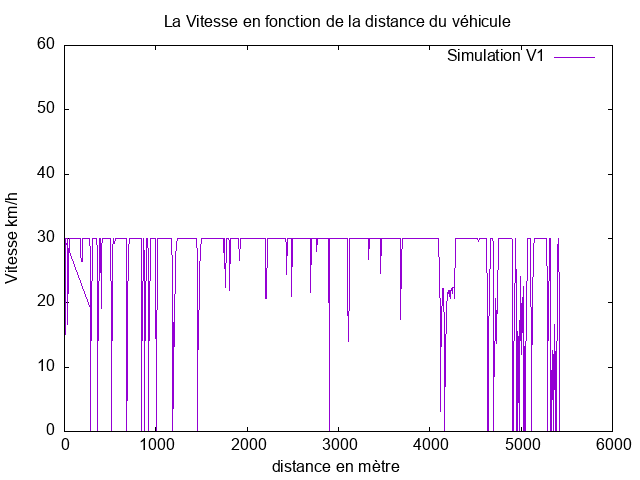 La Vitesse en fonction de la distance du véhicule
Simulation V1
60
50
40
30
20
10
0
Vitesse km/h
0 1000 2000 3000 4000 5000 6000
distance en mètre